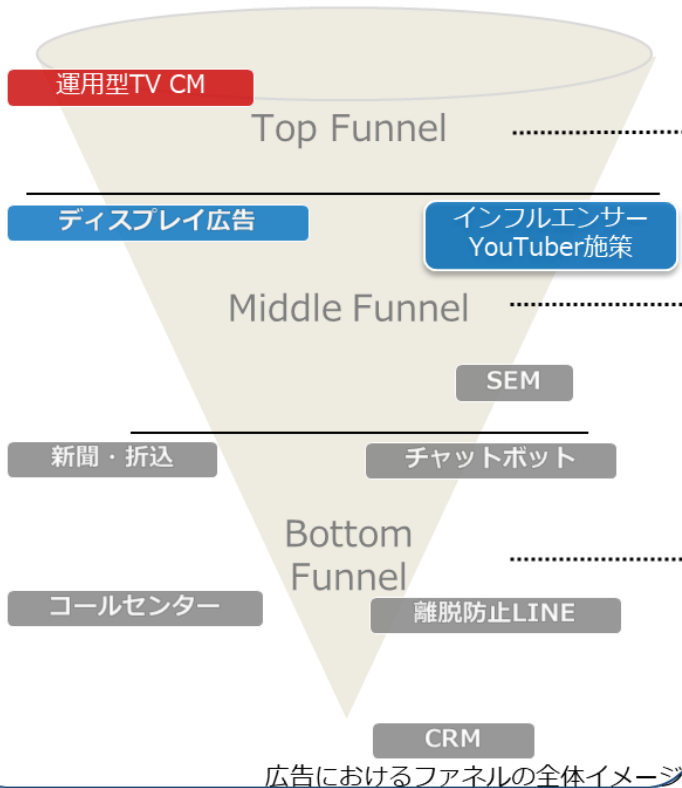 運用型TV CM
Top Funnel
ディスプレイ広告
インフルエンサー
YouTuber施策
Middle Funnel
SEM
新聞・折込
チャットボット
Bottom
Funnel
コールセンター
離脱防止LINE
CRM
広告におけるファネルの全体イメージ